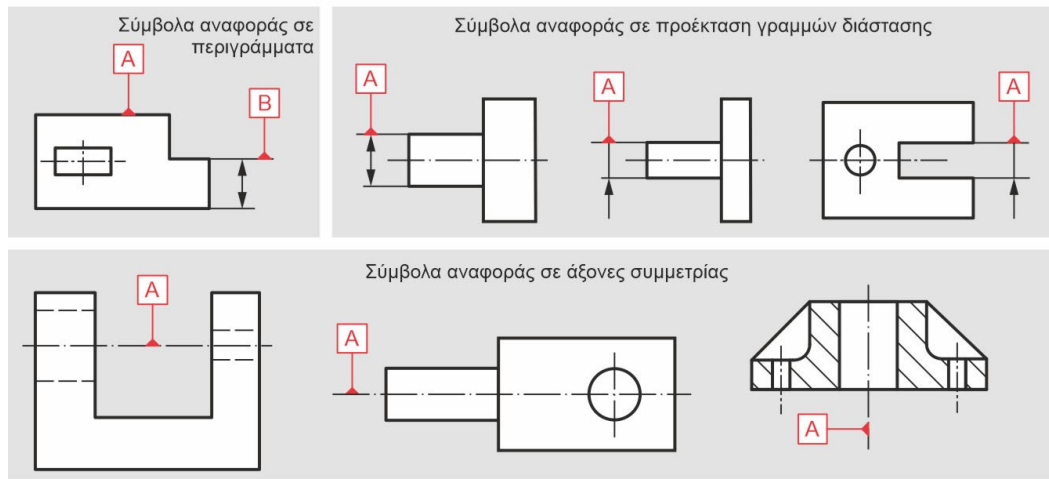 Σύμβολα αναφοράς σε
περιγράμματα
A
B
Σύμβολα αναφοράς σε προέκταση γραμμών διάστασης
A
A
A
Σύμβολα αναφοράς σε άξονες συμμετρίας
A
A
A